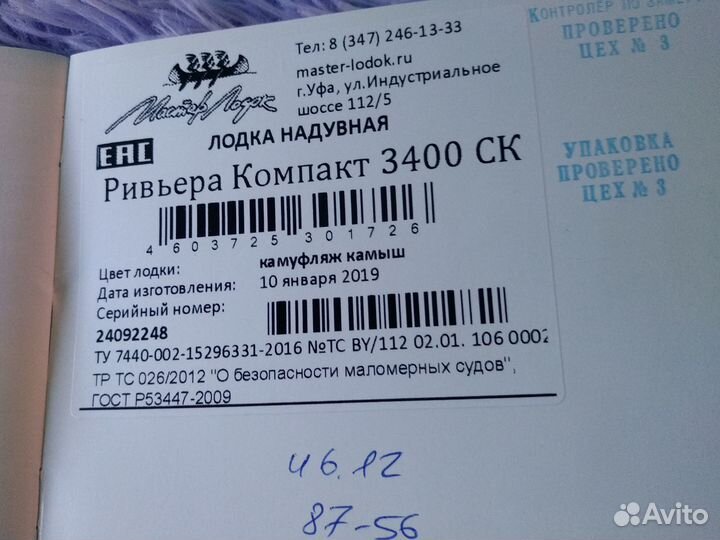 Тел: 8 (347) 246-13-33
master-lodok.ru
г.Уфа, ул.Индустриальное
шоссе 112/5
Мастер Лодок
ЛОДКА НАДУВНАЯ
EAC
Ривьера Компакт 3400 СК
4603725301726
Цвет лодки: камуфляж камыш
Дата изготовления: 10 января 2019
Серийный номер:
24092248
ТУ 7440-002-15296331-2016 №ТС BY/112 02.01. 106 0002
ТР ТС 026/2012 "О безопасности маломерных судов",
ГОСТ Р53447-2009
КОНТРОЛЕР ПО
ПРОВЕРЕНО
ЦЕХ № 3
УПАКОВКА
ПРОВЕРЕНО
ЦЕХ № 3
46.12
87-56
Avito